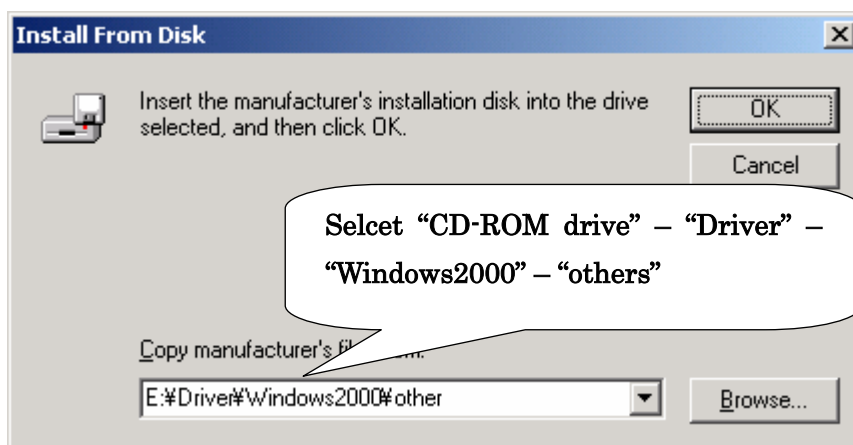 Install From Disk
Insert the manufacturer's installation disk into the drive
selected, and then click OK.
OK
Cancel
Selcet “CD-ROM drive” – “Driver” –
“Windows2000” – “others”
Copy manufacturer's
E:¥Driver¥Windows2000¥other
Browse...